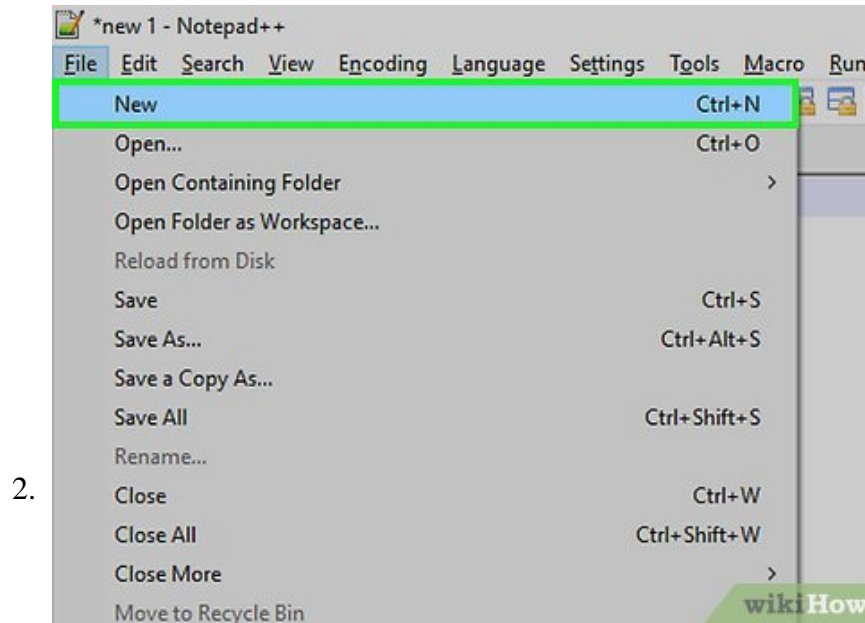 *new 1 - Notepad++
File Edit Search View Encoding Language Settings Tools Macro Run
New Ctrl+N
Open... Ctrl+O
Open Containing Folder >
Open Folder as Workspace...
Reload from Disk
Save Ctrl+S
Save As... Ctrl+Alt+S
Save a Copy As...
Save All Ctrl+Shift+S
Rename...
2.
Close Ctrl+W
Close All Ctrl+Shift+W
Close More >
Move to Recycle Bin
wikiHow